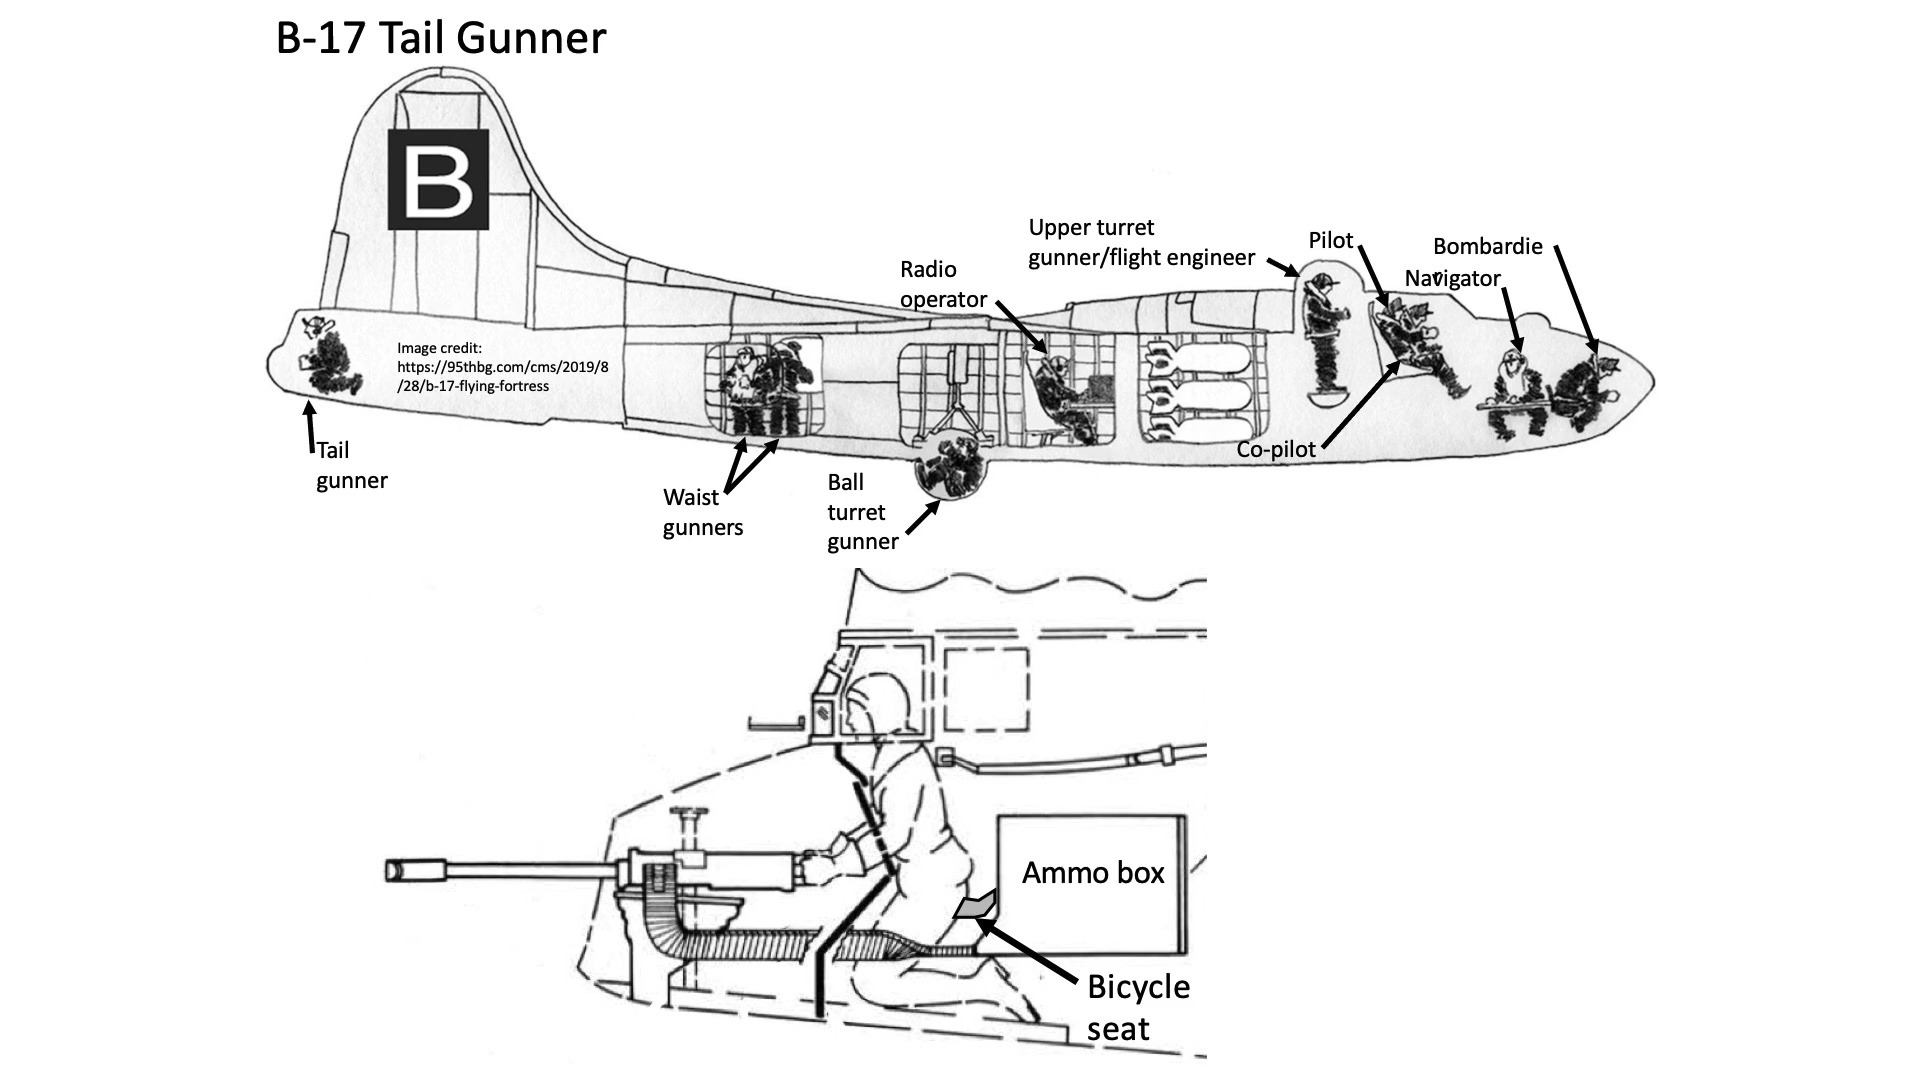 B-17 Tail Gunner
B
Upper turret
gunner/flight engineer
Pilot
Bombardie
r
Navigator
Radio
operator
Image credit:
https://95thbg.com/cms/2019/8
/28/b-17-flying-fortress
Tail
gunner
Waist
gunners
Ball
turret
gunner
Co-pilot
Ammo box
Bicycle
seat